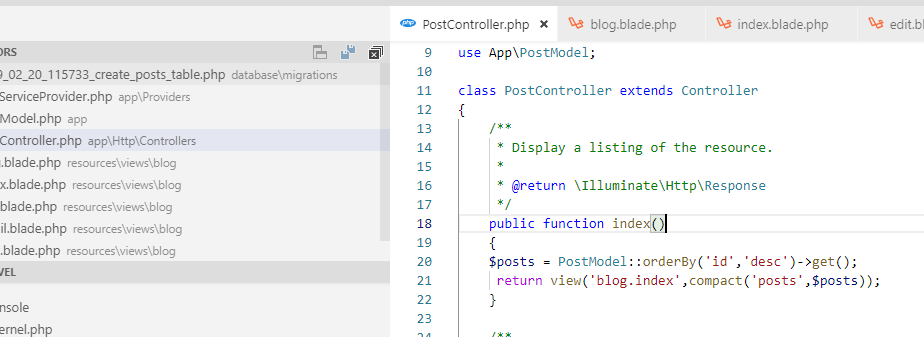 PostController.php × blog.blade.php index.blade.php edit.bl
ORS
9_02_20_115733_create_posts_table.php database\migrations
ServiceProvider.php app\Providers
Model.php app
Controller.php app\Http\Controllers
g.blade.php resources\views\blog
x.blade.php resources\views\blog
.blade.php resources\views\blog
il.blade.php resources\views\blog
.blade.php resources\views\blog
VEL
nsole
ernel.php
9 use App\PostModel;
10
11 class PostController extends Controller
12 {
13 /**
14 * Display a listing of the resource.
15 *
16 * @return \Illuminate\Http\Response
17 */
18 public function index()
19 {
20 $posts = PostModel::orderBy('id','desc')->get();
21 return view('blog.index',compact('posts',$posts));
22 }
23
24 /**